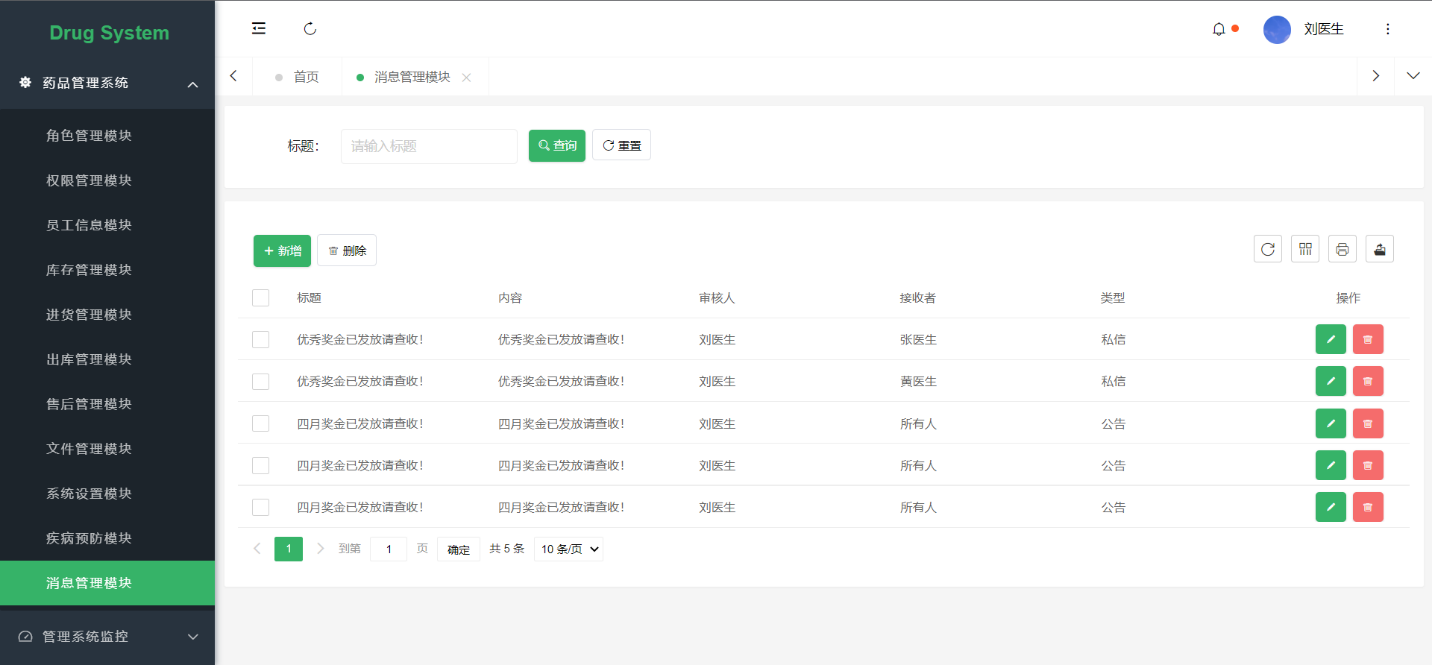 Drug System
药品管理系统
角色管理模块
权限管理模块
员工信息模块
库存管理模块
进货管理模块
出库管理模块
售后管理模块
文件管理模块
系统设置模块
疾病预防模块
消息管理模块
管理系统监控
刘医生
首页 消息管理模块
标题: 请输入标题 查询 重置
+ 新增 删除
标题 内容 审核人 接收者 类型 操作
优秀奖金已发放请查收! 优秀奖金已发放请查收! 刘医生 张医生 私信
优秀奖金已发放请查收! 优秀奖金已发放请查收! 刘医生 黄医生 私信
四月奖金已发放请查收! 四月奖金已发放请查收! 刘医生 所有人 公告
四月奖金已发放请查收! 四月奖金已发放请查收! 刘医生 所有人 公告
四月奖金已发放请查收! 四月奖金已发放请查收! 刘医生 所有人 公告
1 到第 1 页 确定 共 5 条 10 条/页